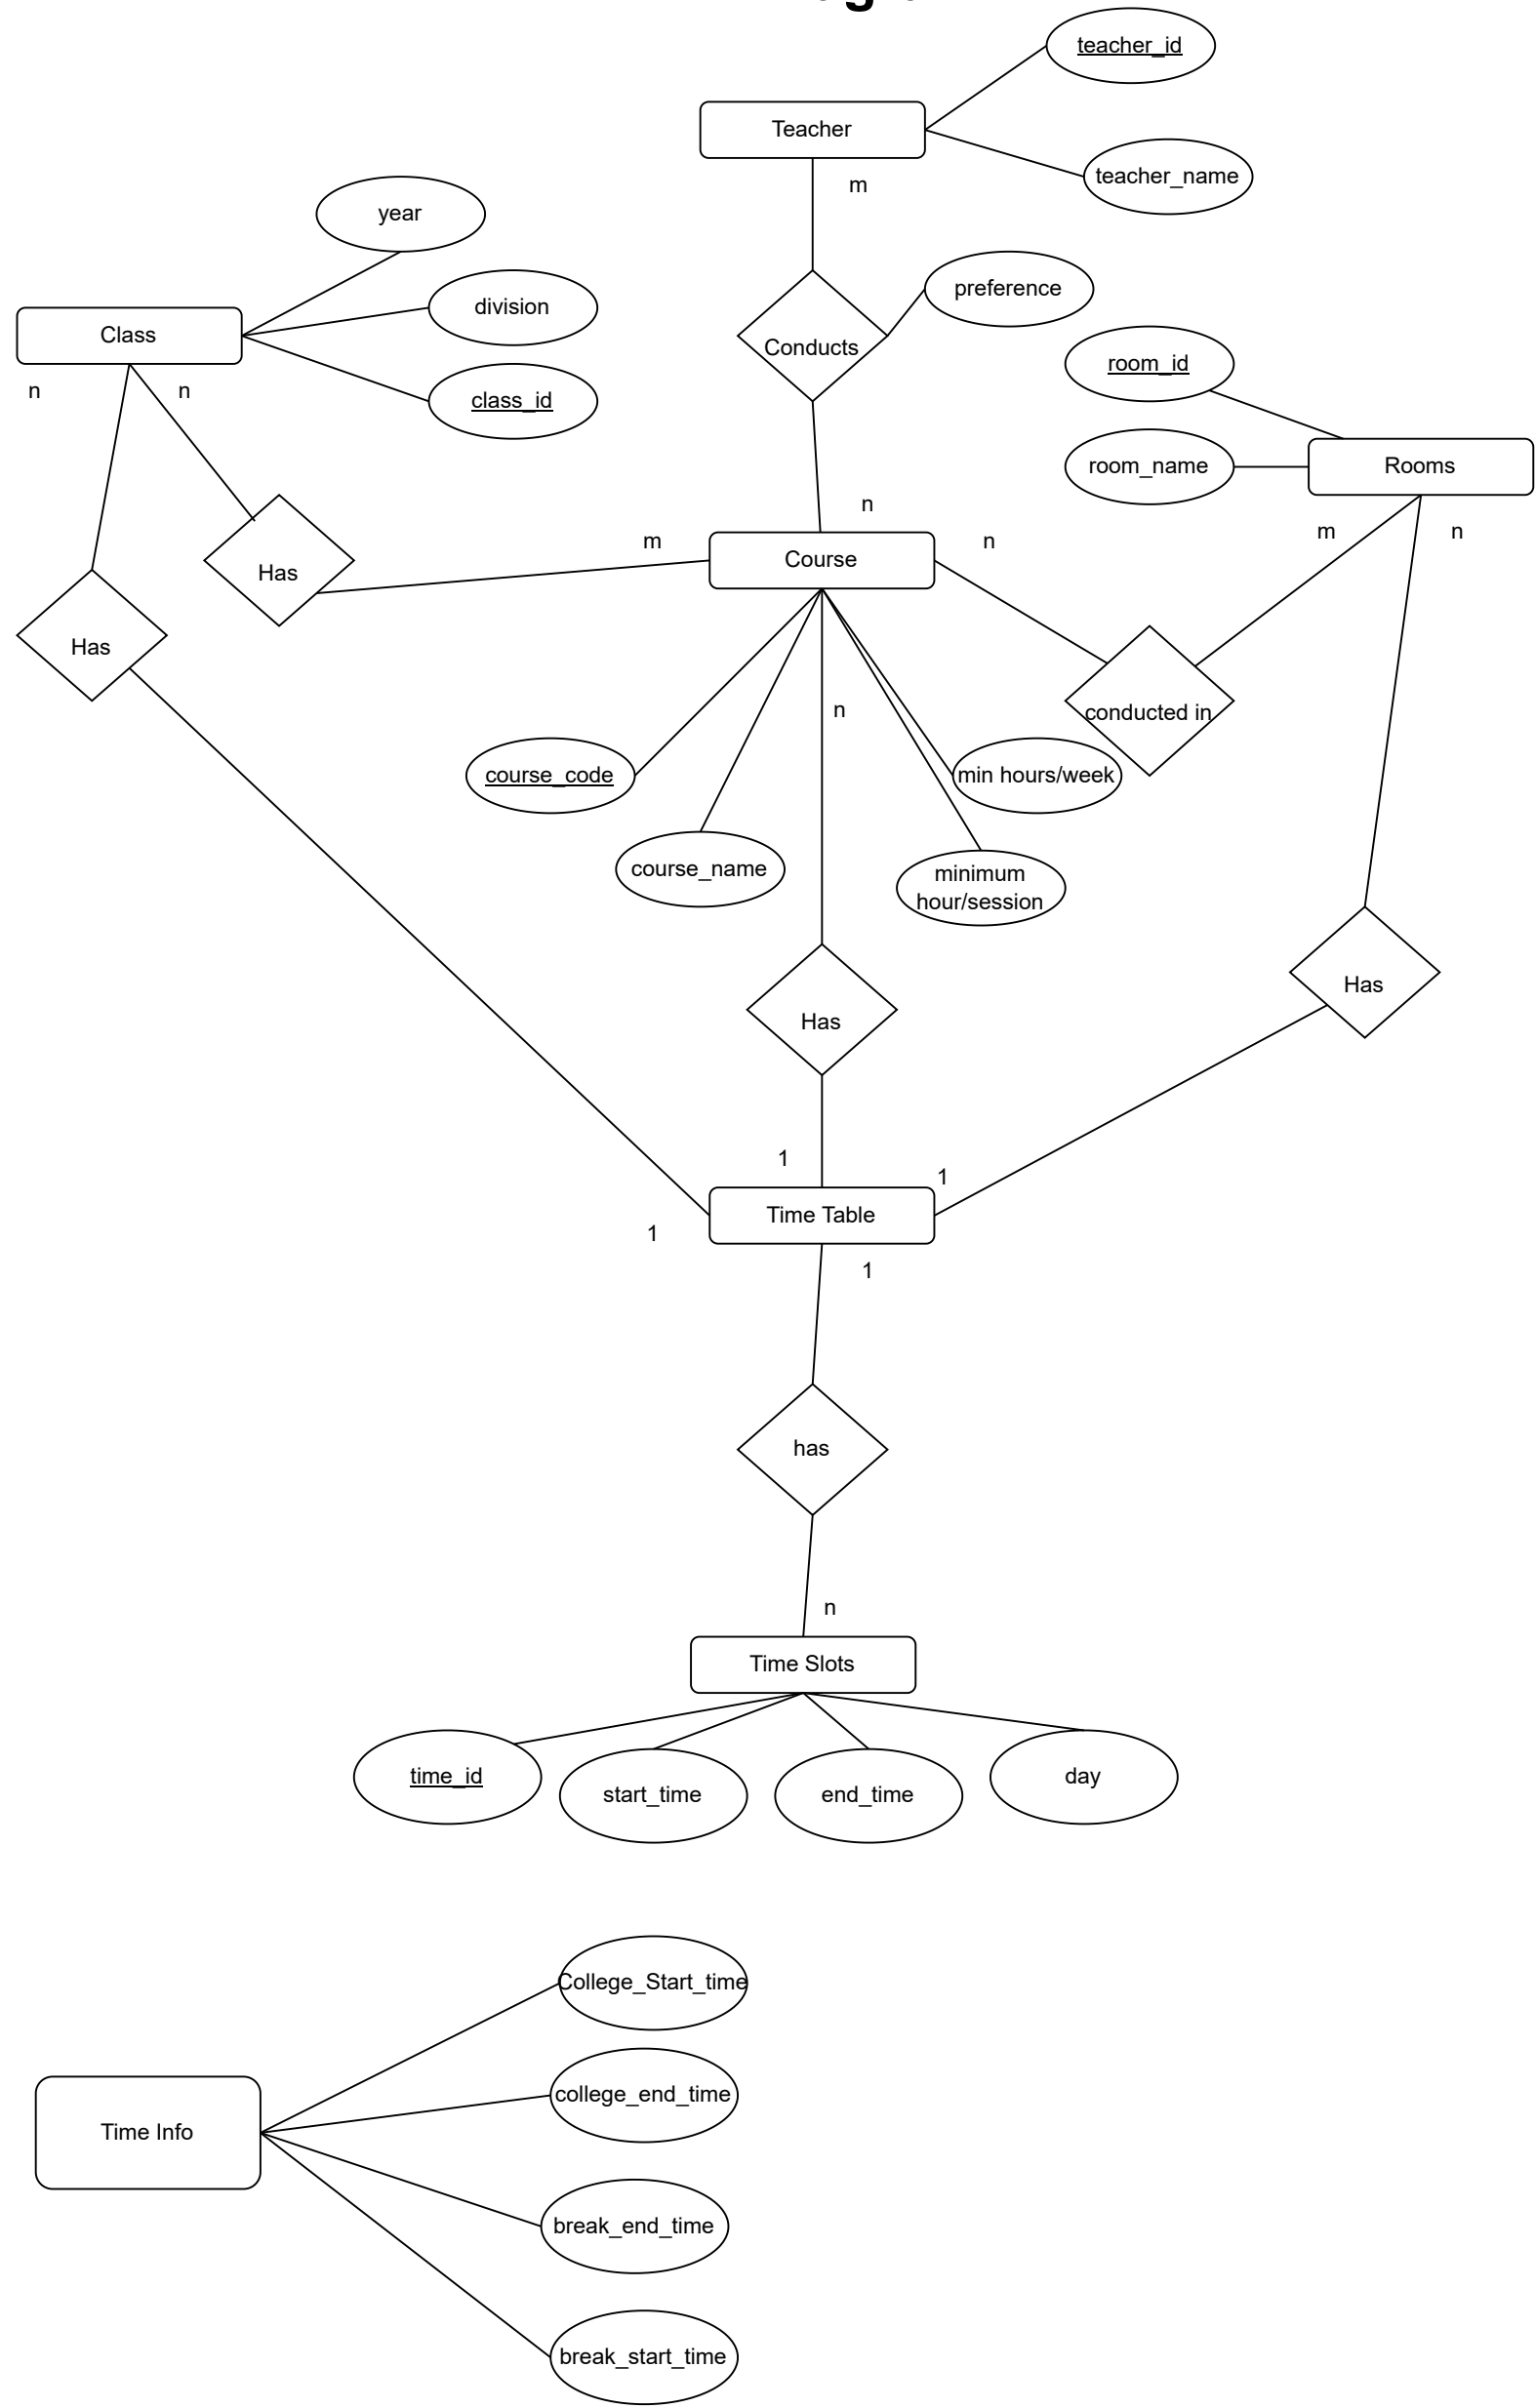 teacher_id
Teacher
teacher_name
m
year
preference
division
Class
Conducts
room_id
n
n
class_id
room_name
Rooms
n
m
n
m
n
Course
Has
Has
n
conducted in
course_code
min hours/week
course_name
minimum
hour/session
Has
Has
1
1
Time Table
1
1
has
n
Time Slots
time_id
start_time
end_time
day
College_Start_time
college_end_time
Time Info
break_end_time
break_start_time